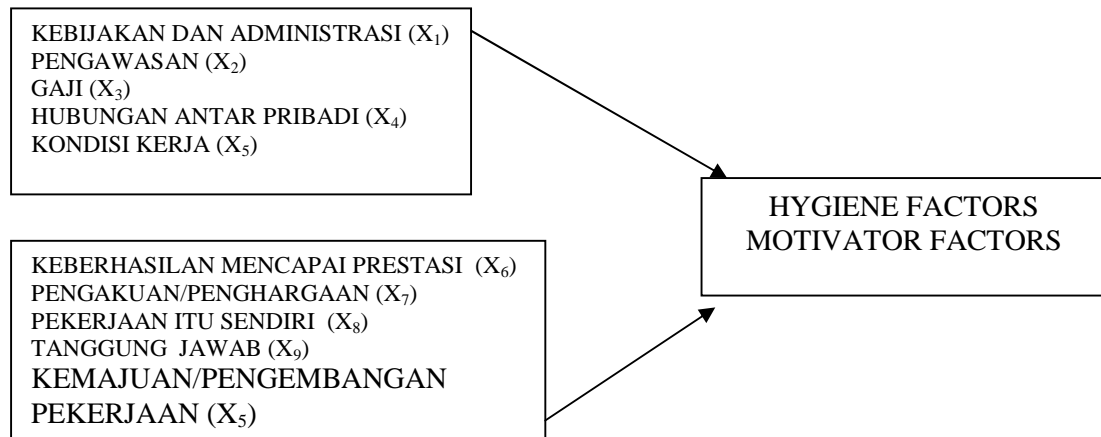 KEBIJAKAN DAN ADMINISTRASI (X₁)
PENGAWASAN (X₂)
GAJI (X₃)
HUBUNGAN ANTAR PRIBADI (X₄)
KONDISI KERJA (X₅)
HYGIENE FACTORS
MOTIVATOR FACTORS
KEBERHASILAN MENCAPAI PRESTASI (X₆)
PENGAKUAN/PENGHARGAAN (X₇)
PEKERJAAN ITU SENDIRI (X₈)
TANGGUNG JAWAB (X₉)
KEMAJUAN/PENGEMBANGAN
PEKERJAAN (X₅)